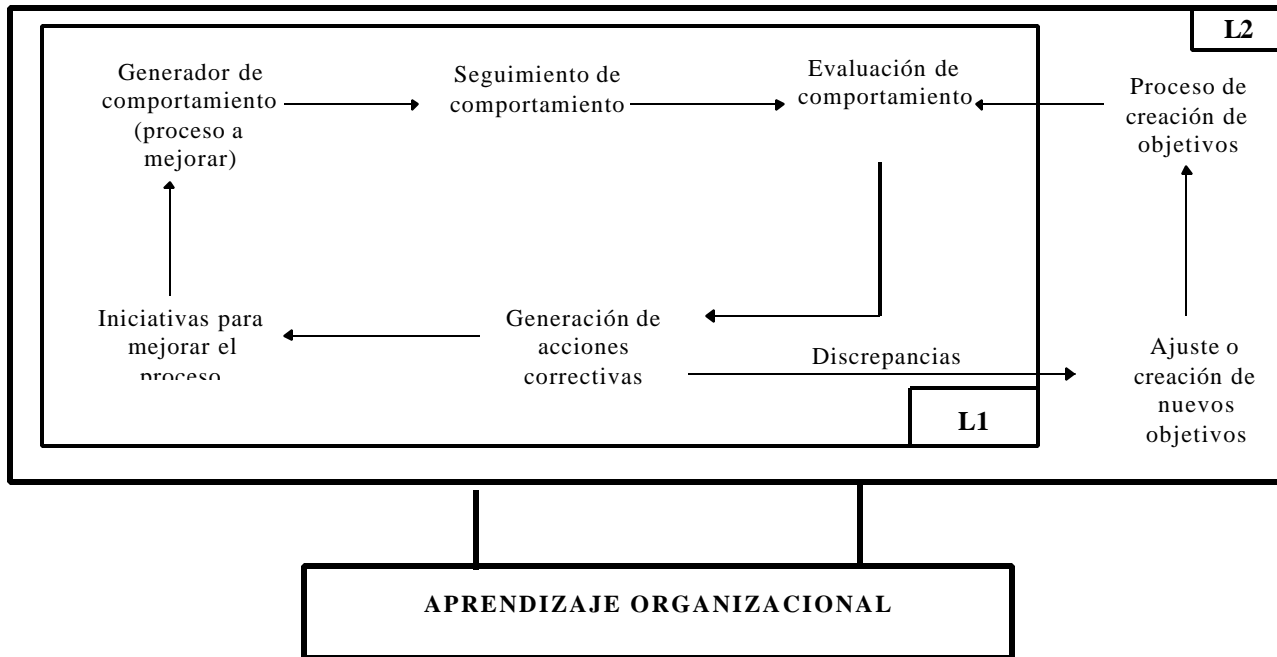 L2
Generador de
comportamiento
(proceso a
mejorar)
Seguimiento de
comportamiento
Evaluación de
comportamiento
Proceso de
creación de
objetivos
Iniciativas para
mejorar el
proceso
Generación de
acciones
correctivas
Discrepancias
Ajuste o
creación de
nuevos
objetivos
L1
APRENDIZAJE ORGANIZACIONAL